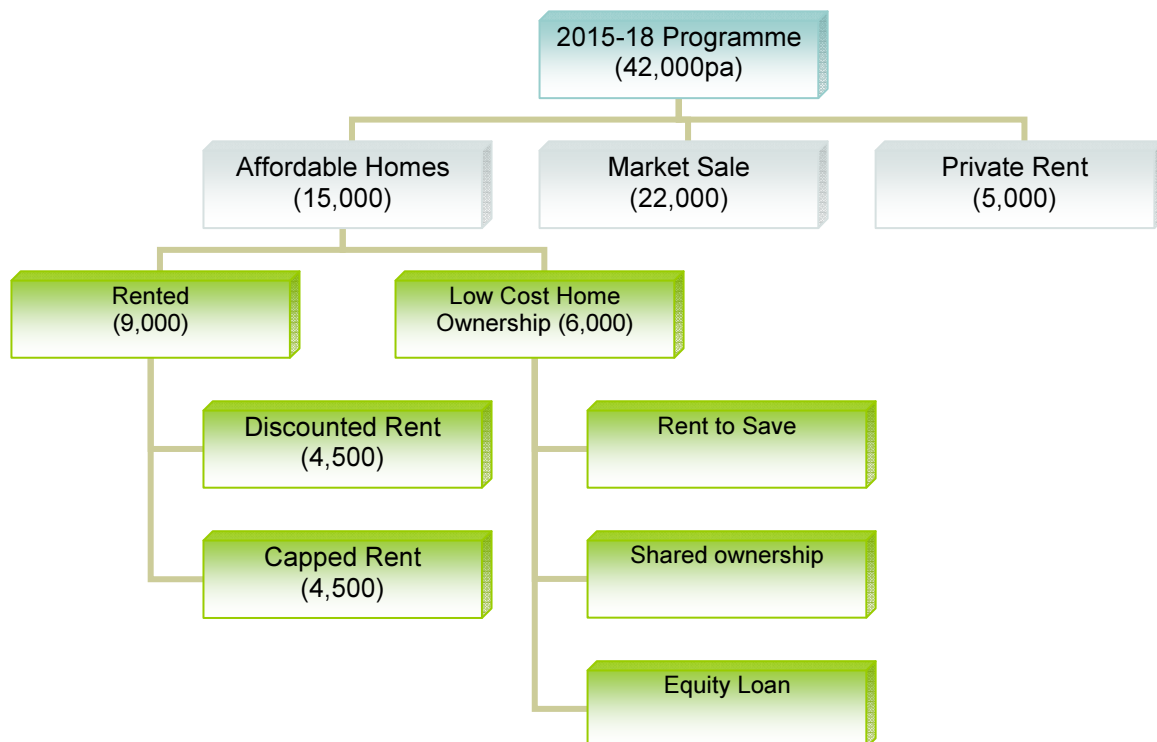 2015-18 Programme
(42,000pa)
Affordable Homes
(15,000)
Market Sale
(22,000)
Private Rent
(5,000)
Rented
(9,000)
Low Cost Home
Ownership (6,000)
Discounted Rent
(4,500)
Capped Rent
(4,500)
Rent to Save
Shared ownership
Equity Loan